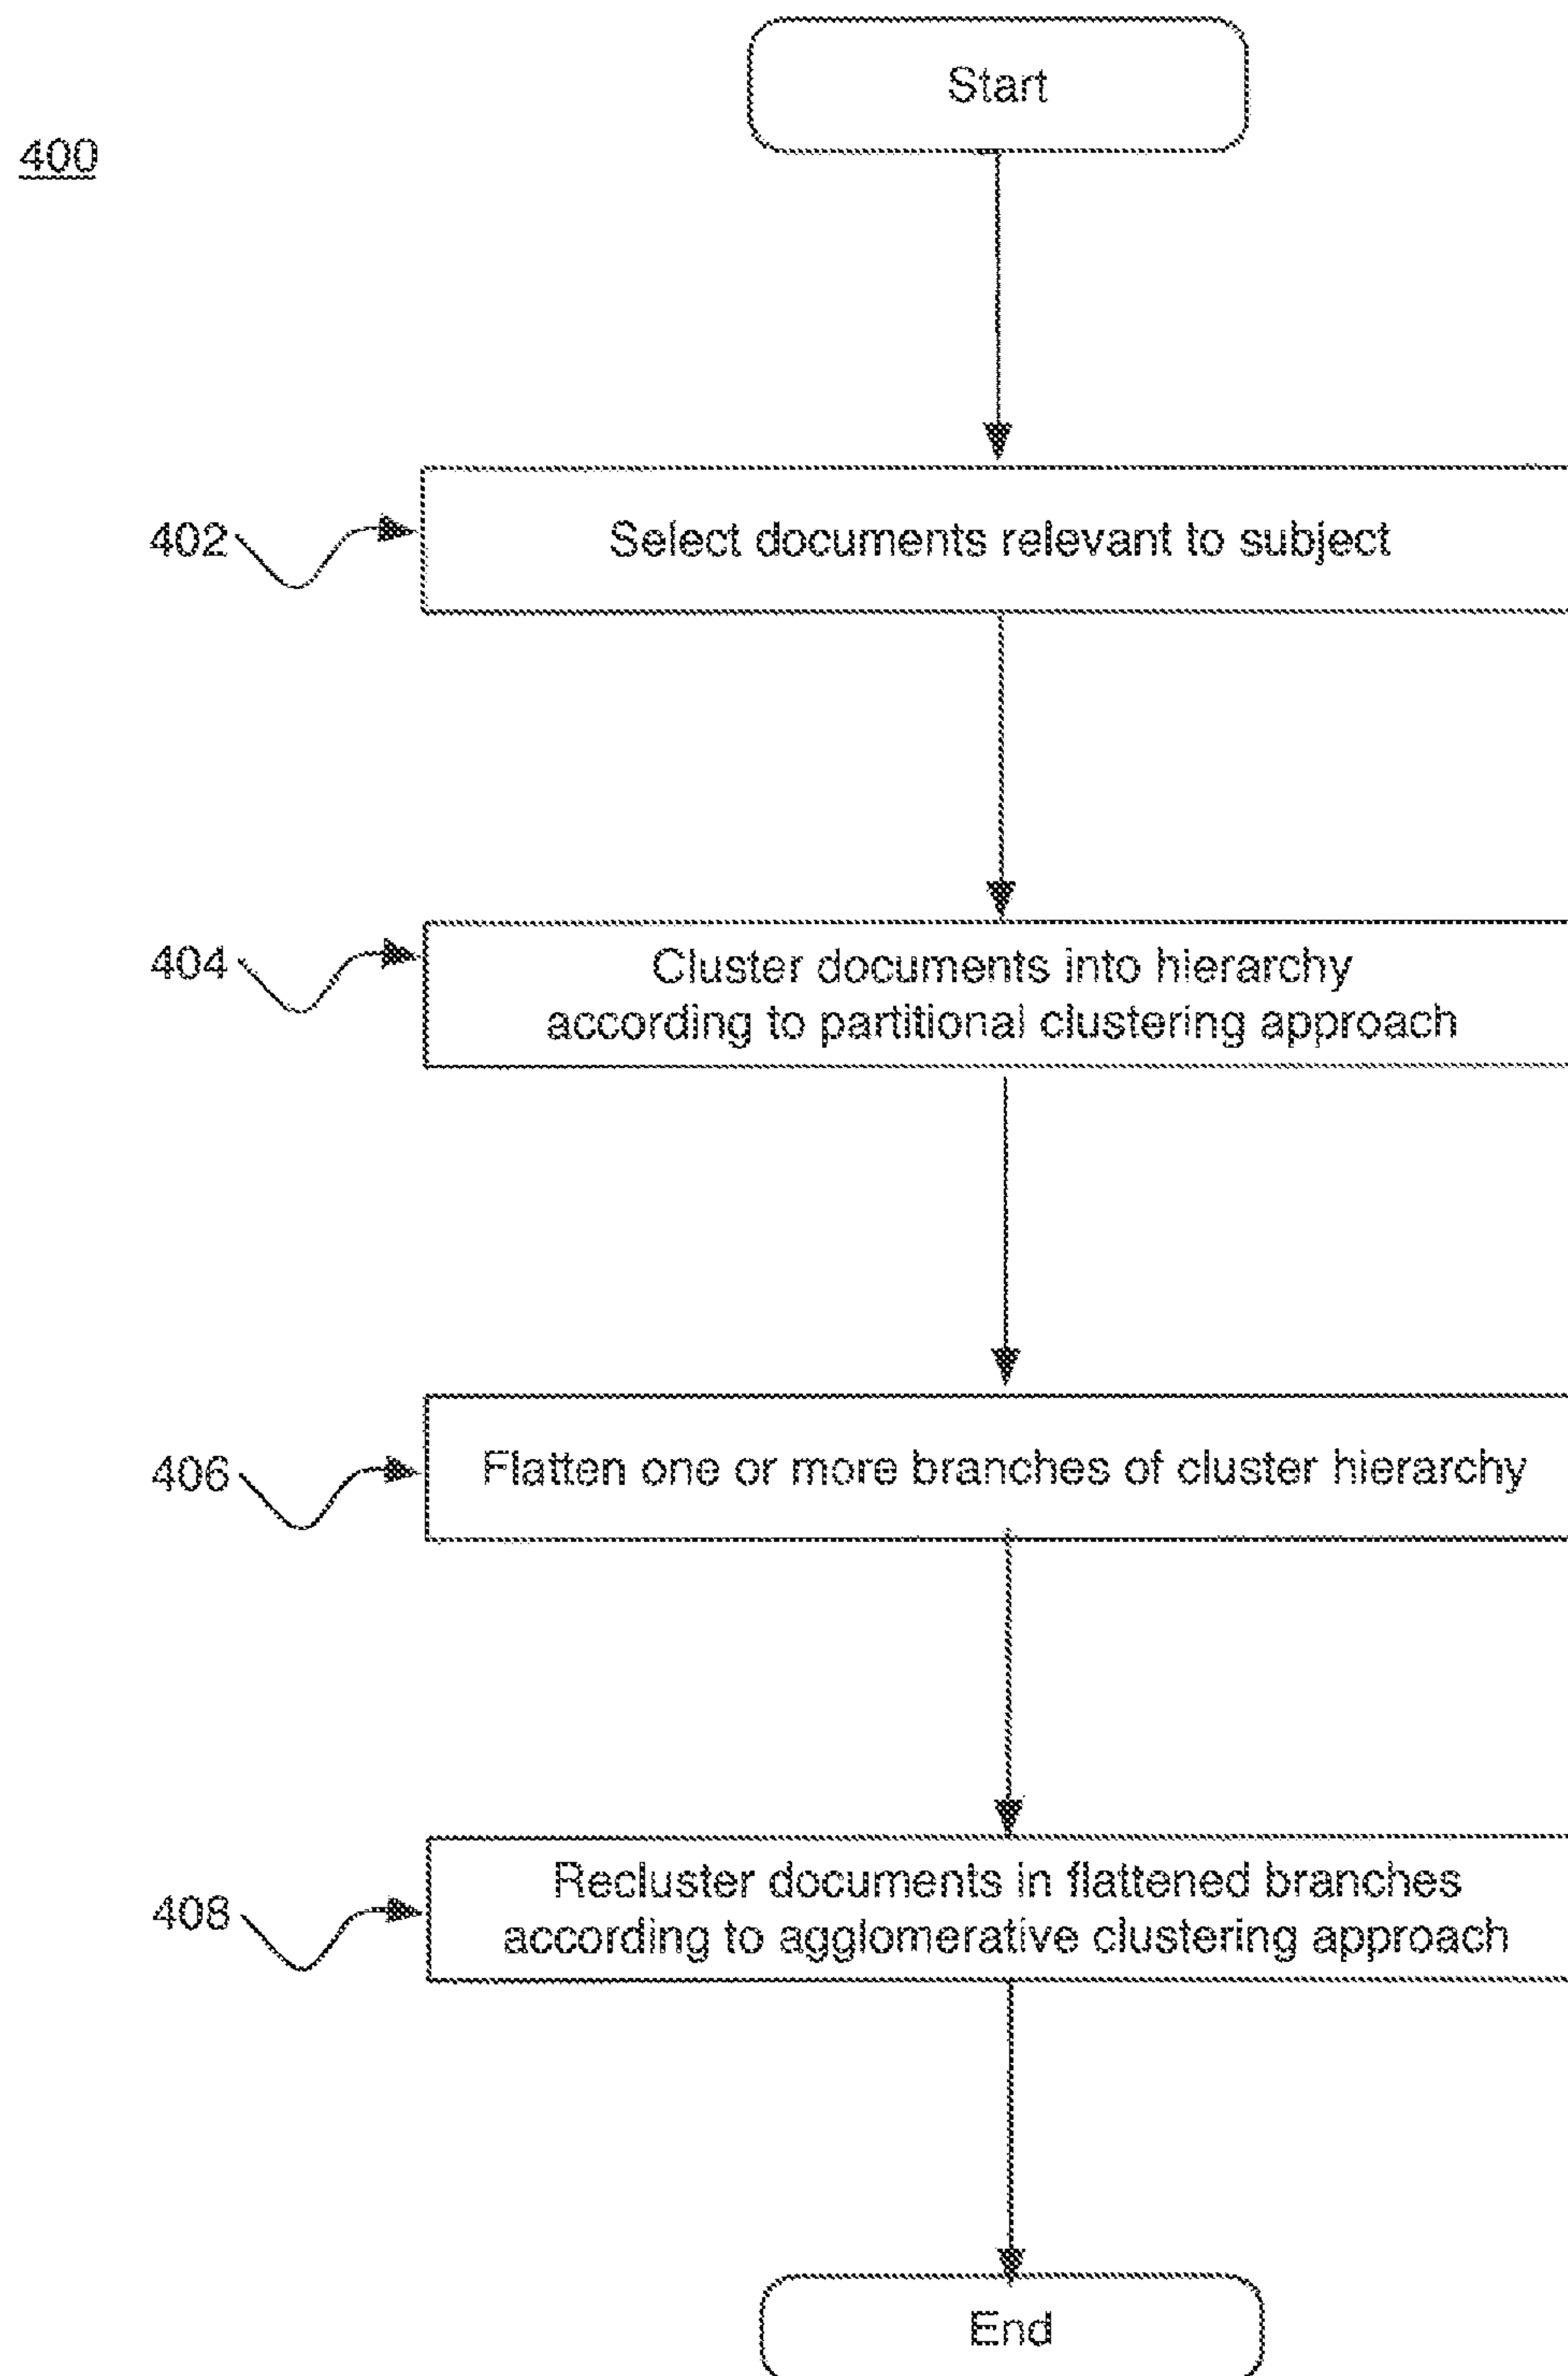 Start
400
402
Select documents relevant to subject
404
Cluster documents into hierarchy
according to partitional clustering approach
406
Flatten one or more branches of cluster hierarchy
408
Recluster documents in flattened branches
according to agglomerative clustering approach
End